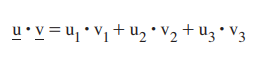 u · v = u₁ · v₁ + u₂ · v₂ + u₃ · v₃